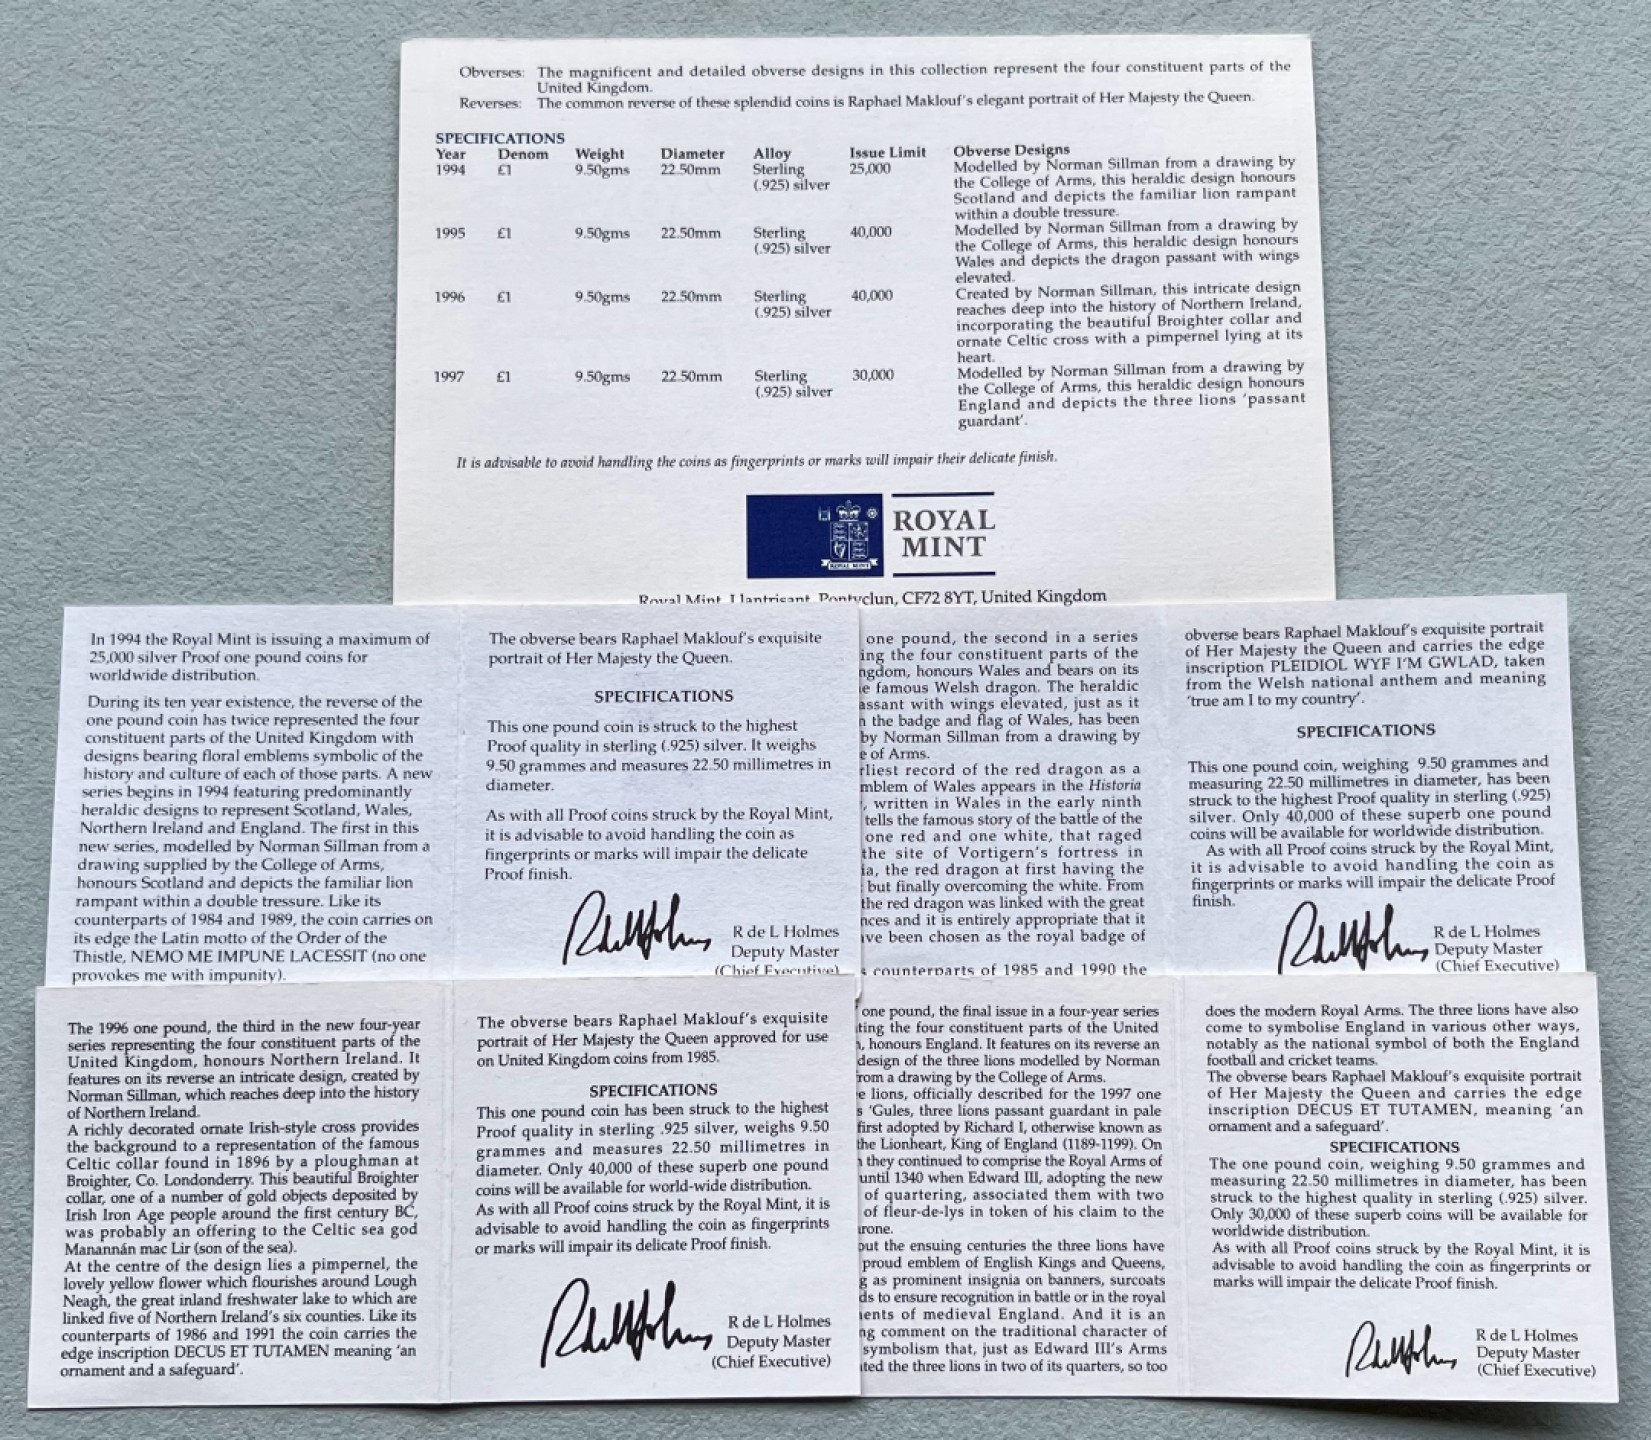 Obverses: The magnificent and detailed obverse designs in this collection represent the four constituent parts of the
United Kingdom.
Reverses: The common reverse of these splendid coins is Raphael Maklouf's elegant portrait of Her Majesty the Queen.
SPECIFICATIONS
Year Denom Weight Diameter Alloy Issue Limit Obverse Designs
1994 £1 9.50gms 22.50mm Sterling 25,000 Modelled by Norman Sillman from a drawing by
(.925) silver the College of Arms, this heraldic design honours
Scotland and depicts the familiar lion rampant
within a double tressure.
1995 £1 9.50gms 22.50mm Sterling 40,000 Modelled by Norman Sillman from a drawing by
(.925) silver the College of Arms, this heraldic design honours
Wales and depicts the dragon passant with wings
elevated.
1996 £1 9.50gms 22.50mm Sterling 40,000 Created by Norman Sillman, this intricate design
(.925) silver reaches deep into the history of Northern Ireland,
incorporating the beautiful Broighter collar and
ornate Celtic cross with a pimpernel lying at its
heart.
1997 £1 9.50gms 22.50mm Sterling 30,000 Modelled by Norman Sillman from a drawing by
(.925) silver the College of Arms, this heraldic design honours
England and depicts the three lions 'passant
guardant'.
It is advisable to avoid handling the coins as fingerprints or marks will impair their delicate finish.
ROYAL MINT
ROYAL
MINT
Royal Mint, Llantrisant, Pontyclun, CF72 8YT, United Kingdom
In 1994 the Royal Mint is issuing a maximum of
25,000 silver Proof one pound coins for
worldwide distribution.
During its ten year existence, the reverse of the
one pound coin has twice represented the four
constituent parts of the United Kingdom with
designs bearing floral emblems symbolic of the
history and culture of each of those parts. A new
series begins in 1994 featuring predominantly
heraldic designs to represent Scotland, Wales,
Northern Ireland and England. The first in this
new series, modelled by Norman Sillman from a
drawing supplied by the College of Arms,
honours Scotland and depicts the familiar lion
rampant within a double tressure. Like its
counterparts of 1984 and 1989, the coin carries on
its edge the Latin motto of the Order of the
Thistle, NEMO ME IMPUNE LACESSIT (no one
provokes me with impunity).
The obverse bears Raphael Maklouf's exquisite
portrait of Her Majesty the Queen.
SPECIFICATIONS
This one pound coin is struck to the highest
Proof quality in sterling (.925) silver. It weighs
9.50 grammes and measures 22.50 millimetres in
diameter.
As with all Proof coins struck by the Royal Mint,
it is advisable to avoid handling the coin as
fingerprints or marks will impair the delicate
Proof finish.
R de L Holmes
Deputy Master
(Chief Executive)
one pound, the second in a series
ing the four constituent parts of the
ngdom, honours Wales and bears on its
e famous Welsh dragon. The heraldic
assant with wings elevated, just as it
n the badge and flag of Wales, has been
by Norman Sillman from a drawing by
e of Arms.
rliest record of the red dragon as a
mblem of Wales appears in the Historia
, written in Wales in the early ninth
tells the famous story of the battle of the
one red and one white, that raged
the site of Vortigern's fortress in
ia, the red dragon at first having the
but finally overcoming the white. From
the red dragon was linked with the great
nces and it is entirely appropriate that it
ve been chosen as the royal badge of
s counterparts of 1985 and 1990 the
obverse bears Raphael Maklouf's exquisite portrait
of Her Majesty the Queen and carries the edge
inscription PLEIDIOL WYF I'M GWLAD, taken
from the Welsh national anthem and meaning
'true am I to my country'.
SPECIFICATIONS
This one pound coin, weighing 9.50 grammes and
measuring 22.50 millimetres in diameter, has been
struck to the highest Proof quality in sterling (.925)
silver. Only 40,000 of these superb one pound
coins will be available for worldwide distribution.
As with all Proof coins struck by the Royal Mint,
it is advisable to avoid handling the coin as
fingerprints or marks will impair the delicate Proof
finish.
R de L Holmes
Deputy Master
(Chief Executive)
The 1996 one pound, the third in the new four-year
series representing the four constituent parts of the
United Kingdom, honours Northern Ireland. It
features on its reverse an intricate design, created by
Norman Sillman, which reaches deep into the history
of Northern Ireland.
A richly decorated ornate Irish-style cross provides
the background to a representation of the famous
Celtic collar found in 1896 by a ploughman at
Broighter, Co. Londonderry. This beautiful Broighter
collar, one of a number of gold objects deposited by
Irish Iron Age people around the first century BC,
was probably an offering to the Celtic sea god
Manannán mac Lir (son of the sea).
At the centre of the design lies a pimpernel, the
lovely yellow flower which flourishes around Lough
Neagh, the great inland freshwater lake to which are
linked five of Northern Ireland's six counties. Like its
counterparts of 1986 and 1991 the coin carries the
edge inscription DECUS ET TUTAMEN meaning 'an
ornament and a safeguard'.
The obverse bears Raphael Maklouf's exquisite
portrait of Her Majesty the Queen approved for use
on United Kingdom coins from 1985.
SPECIFICATIONS
This one pound coin has been struck to the highest
Proof quality in sterling .925 silver, weighs 9.50
grammes and measures 22.50 millimetres in
diameter. Only 40,000 of these superb one pound
coins will be available for world-wide distribution.
As with all Proof coins struck by the Royal Mint, it is
advisable to avoid handling the coin as fingerprints
or marks will impair its delicate Proof finish.
R de L Holmes
Deputy Master
(Chief Executive)
one pound, the final issue in a four-year series
ting the four constituent parts of the United
, honours England. It features on its reverse an
design of the three lions modelled by Norman
rom a drawing by the College of Arms.
e lions, officially described for the 1997 one
s 'Gules, three lions passant guardant in pale
first adopted by Richard I, otherwise known as
the Lionheart, King of England (1189-1199). On
they continued to comprise the Royal Arms of
until 1340 when Edward III, adopting the new
of quartering, associated them with two
of fleur-de-lys in token of his claim to the
rone.
out the ensuing centuries the three lions have
proud emblem of English Kings and Queens,
g as prominent insignia on banners, surcoats
ds to ensure recognition in battle or in the royal
ents of medieval England. And it is an
ng comment on the traditional character of
symbolism that, just as Edward III's Arms
ted the three lions in two of its quarters, so too
does the modern Royal Arms. The three lions have also
come to symbolise England in various other ways,
notably as the national symbol of both the England
football and cricket teams.
The obverse bears Raphael Maklouf's exquisite portrait
of Her Majesty the Queen and carries the edge
inscription DECUS ET TUTAMEN, meaning 'an
ornament and a safeguard'.
SPECIFICATIONS
The one pound coin, weighing 9.50 grammes and
measuring 22.50 millimetres in diameter, has been
struck to the highest quality in sterling (.925) silver.
Only 30,000 of these superb coins will be available for
worldwide distribution.
As with all Proof coins struck by the Royal Mint, it is
advisable to avoid handling the coin as fingerprints or
marks will impair the delicate Proof finish.
R de L Holmes
Deputy Master
(Chief Executive)